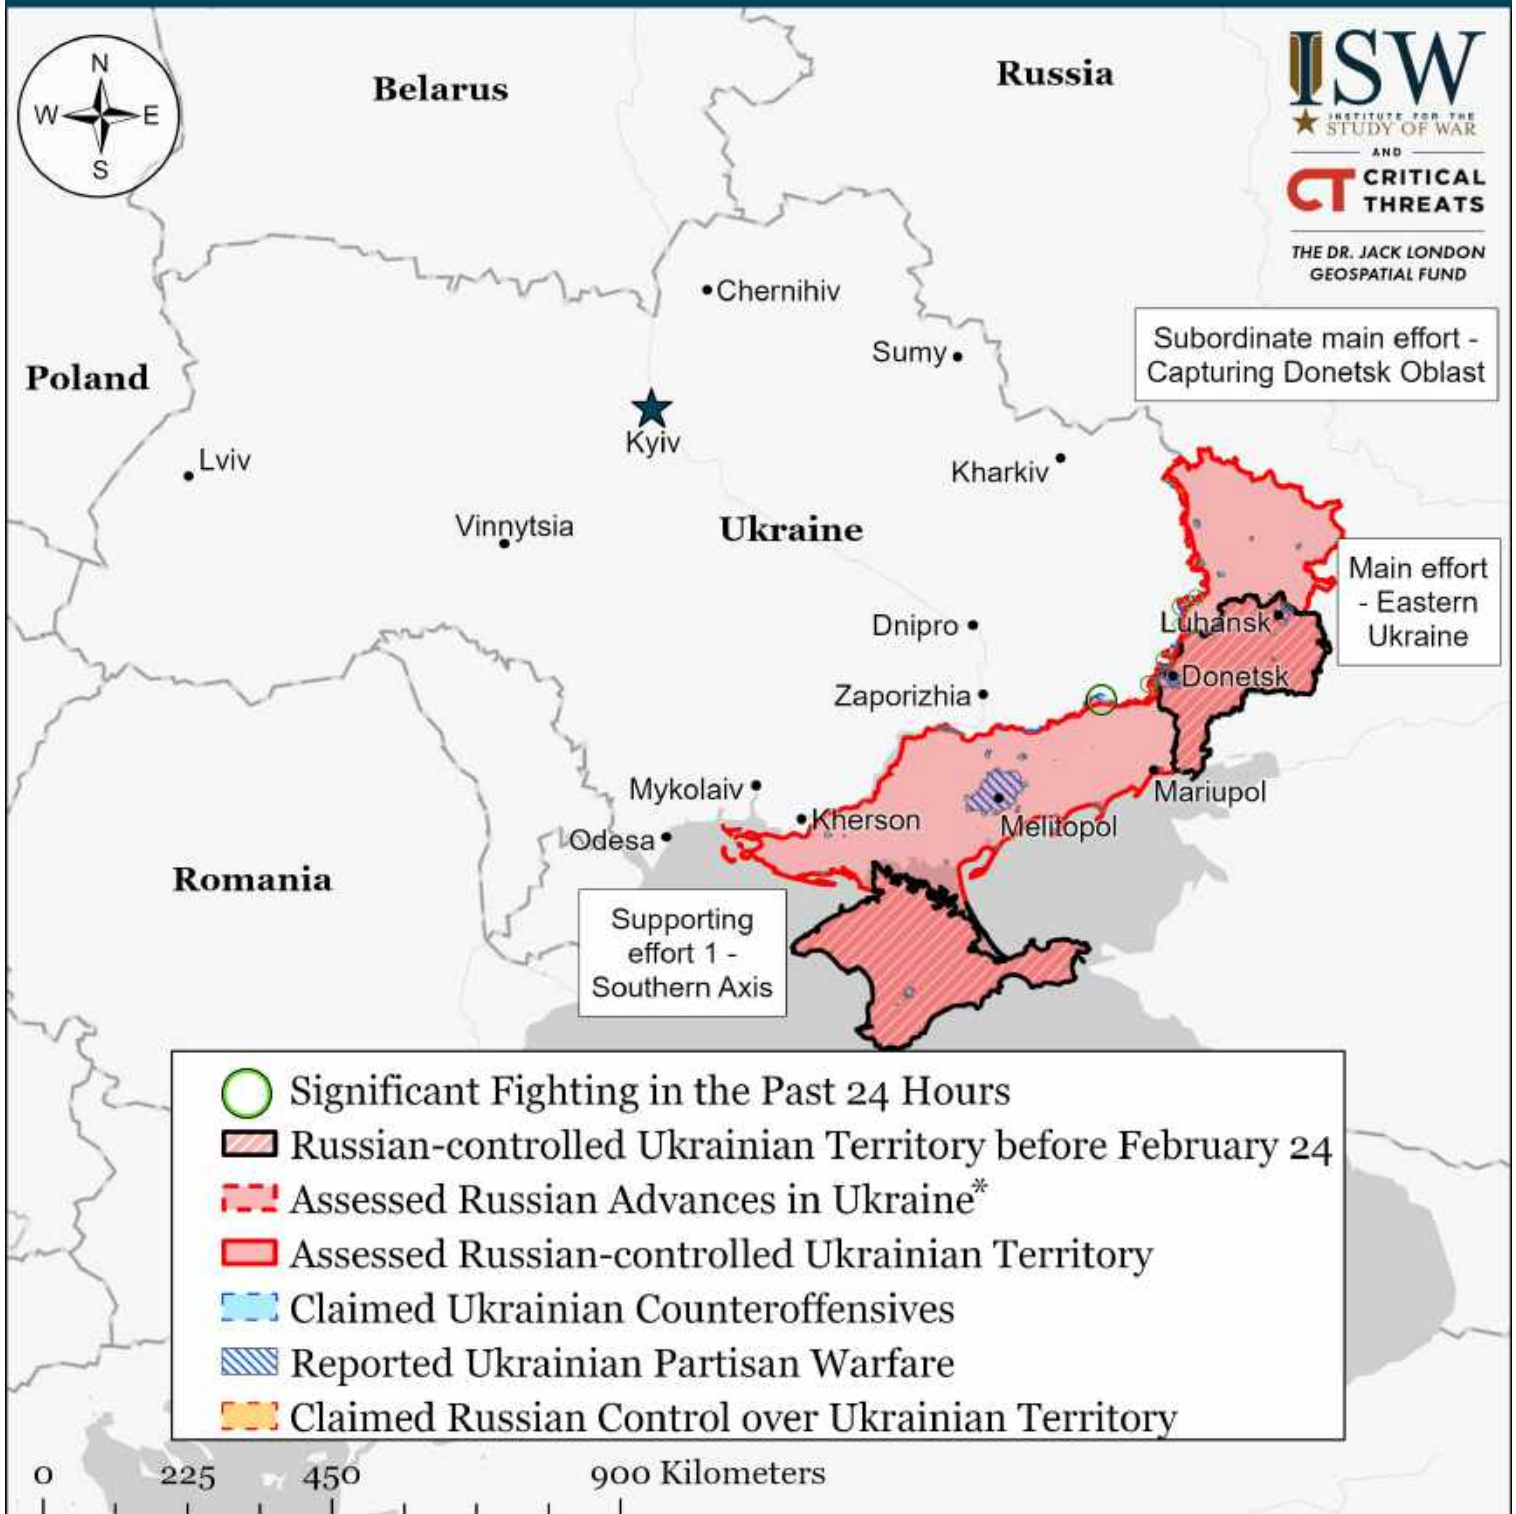 N
W
E
S
Belarus
Russia
ISW
INSTITUTE FOR THE
STUDY OF WAR
AND
CT CRITICAL
THREATS
THE DR. JACK LONDON
GEOSPATIAL FUND
Chernihiv
Subordinate main effort -
Capturing Donetsk Oblast
Sumy
Poland
Kyiv
Lviv
Kharkiv
Vinnytsia
Ukraine
Main effort
- Eastern
Ukraine
Dnipro
Luhansk
Donetsk
Zaporizhia
Mykolaiv
Mariupol
Kherson
Melitopol
Odesa
Romania
Supporting
effort 1 -
Southern Axis
Significant Fighting in the Past 24 Hours
Russian-controlled Ukrainian Territory before February 24
Assessed Russian Advances in Ukraine*
Assessed Russian-controlled Ukrainian Territory
Claimed Ukrainian Counteroffensives
Reported Ukrainian Partisan Warfare
Claimed Russian Control over Ukrainian Territory
0 225 450 900 Kilometers